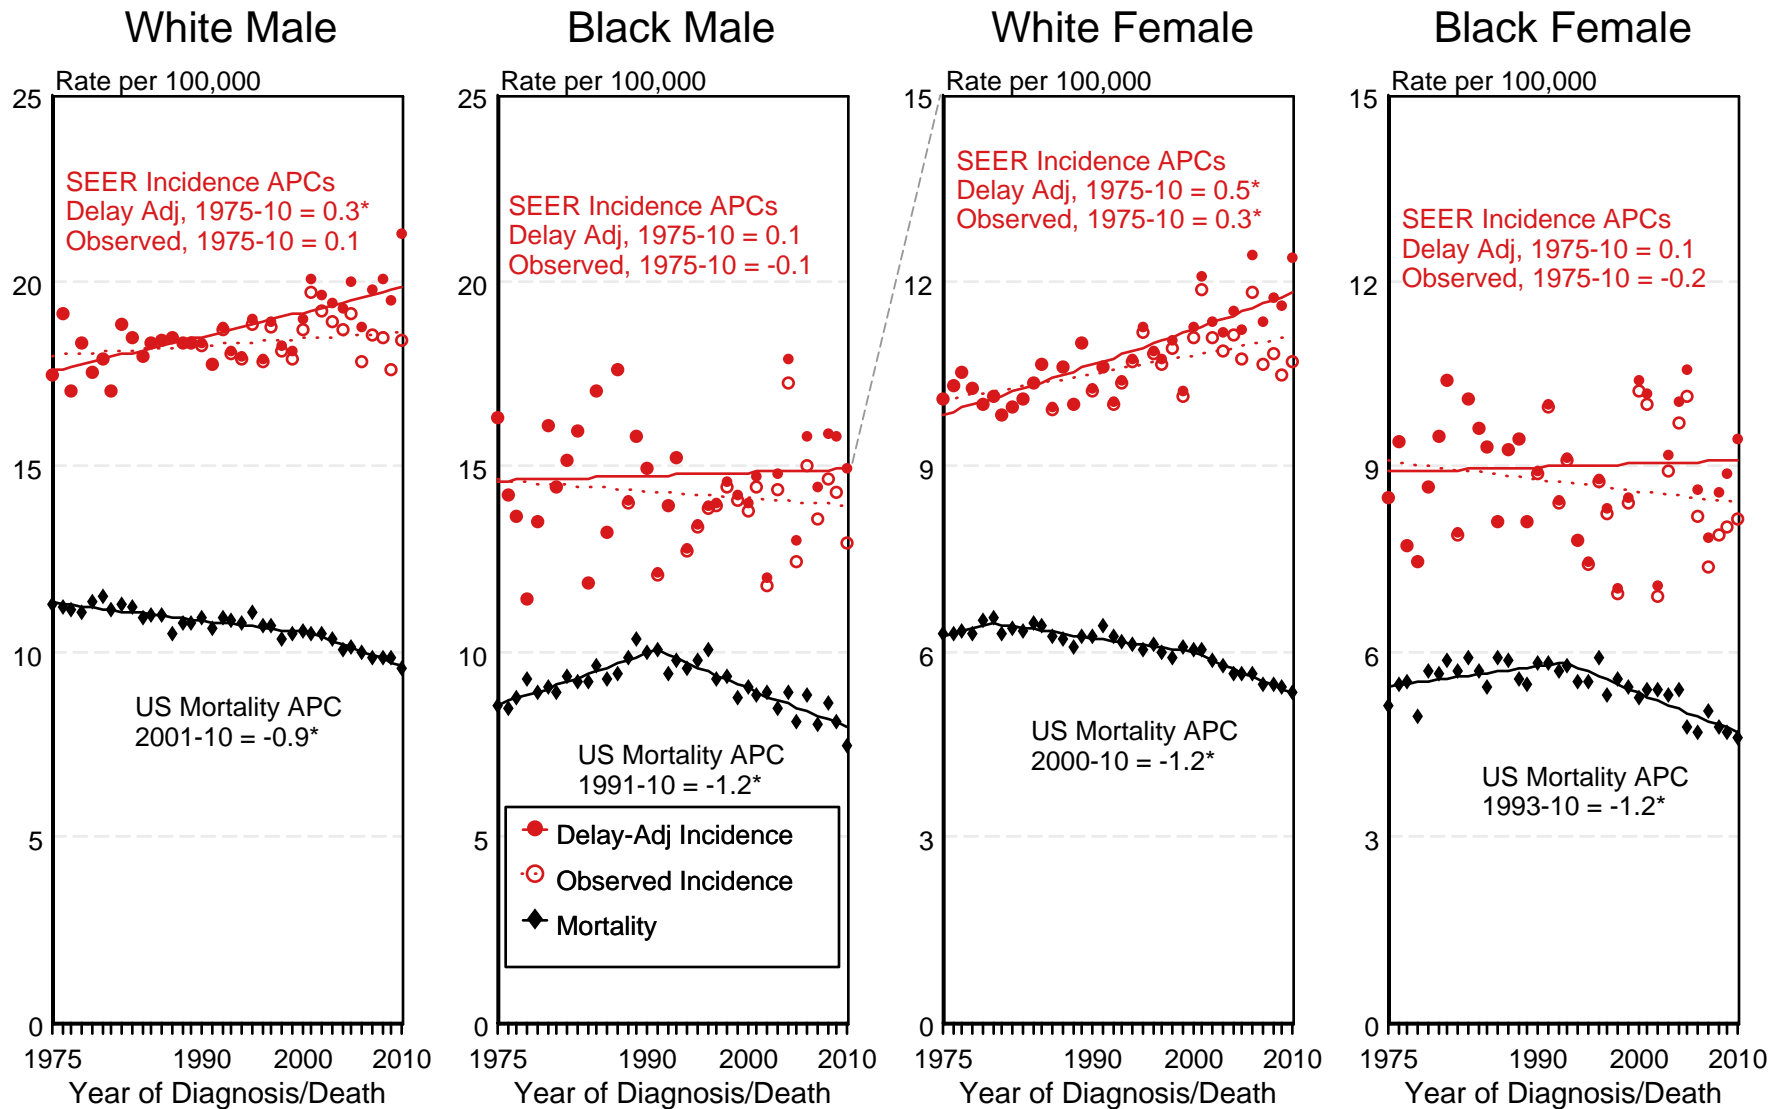 White Male
Black Male
White Female
Black Female
Rate per 100,000
Rate per 100,000
Rate per 100,000
Rate per 100,000
25
20
15
10
5
0
SEER Incidence APCs
Delay Adj, 1975-10 = 0.3*
Observed, 1975-10 = 0.1
US Mortality APC
2001-10 = -0.9*
1975
1990
2000
2010
Year of Diagnosis/Death
25
20
15
10
5
0
SEER Incidence APCs
Delay Adj, 1975-10 = 0.1
Observed, 1975-10 = -0.1
US Mortality APC
1991-10 = -1.2*
Delay-Adj Incidence
Observed Incidence
Mortality
1975
1990
2000
2010
Year of Diagnosis/Death
15
12
9
6
3
0
SEER Incidence APCs
Delay Adj, 1975-10 = 0.5*
Observed, 1975-10 = 0.3*
US Mortality APC
2000-10 = -1.2*
1975
1990
2000
2010
Year of Diagnosis/Death
15
12
9
6
3
0
SEER Incidence APCs
Delay Adj, 1975-10 = 0.1
Observed, 1975-10 = -0.2
US Mortality APC
1993-10 = -1.2*
1975
1990
2000
2010
Year of Diagnosis/Death